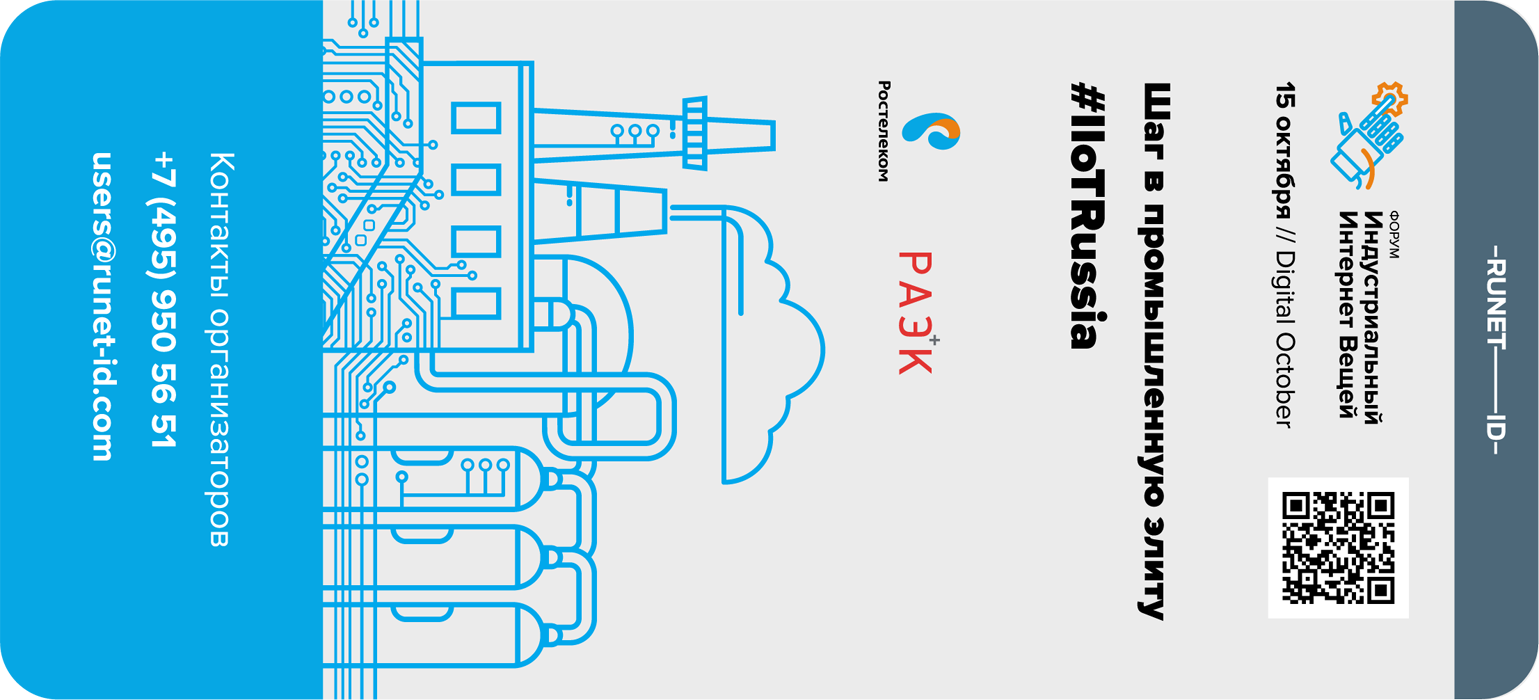 –RUNET——ID–
ФОРУМ
Индустриальный
Интернет Вещей
15 октября // Digital October
Шаг в промышленную элиту
#IIoTRussia
Ростелеком
РАЭК
Контакты организаторов
+7 (495) 950 56 51
users@runet-id.com